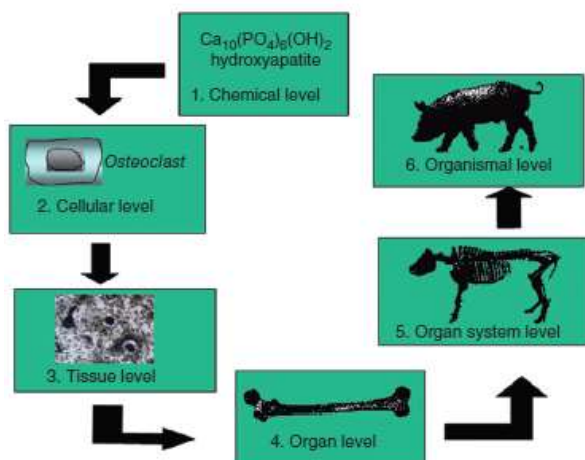 Ca₁₀(PO₄)₆(OH)₂
hydroxyapatite
1. Chemical level
Osteoclast
2. Cellular level
3. Tissue level
4. Organ level
5. Organ system level
6. Organismal level